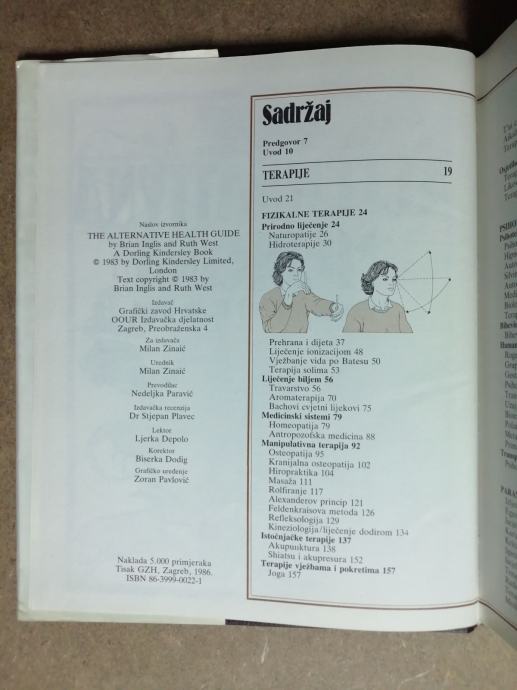 Naslov izvornika
THE ALTERNATIVE HEALTH GUIDE
by Brian Inglis and Ruth West
A Dorling Kindersley Book
© 1983 by Dorling Kindersley Limited,
London
Text copyright © 1983 by
Brian Inglis and Ruth West
Izdavač
Grafički zavod Hrvatske
OOUR Izdavačka djelatnost
Zagreb, Preobraženska 4
Za izdavača
Milan Zinaić
Urednik
Milan Zinaić
Prevodilac
Nedeljka Paravić
Izdavačka recenzija
Dr Stjepan Plavec
Lektor
Ljerka Depolo
Korektor
Biserka Dodig
Grafičko uređenje
Zoran Pavlović
Naklada 5.000 primjeraka
Tisak GZH, Zagreb, 1986.
ISBN 86-3999-0022-1
Sadržaj
Predgovor 7
Uvod 10
TERAPIJE 19
Uvod 21
FIZIKALNE TERAPIJE 24
Prirodno liječenje 24
Naturopatije 26
Hidroterapije 30
Prehrana i dijeta 37
Liječenje ionizacijom 48
Vježbanje vida po Batesu 50
Terapija solima 53
Liječenje biljem 56
Travarstvo 56
Aromaterapija 70
Bachovi cvjetni lijekovi 75
Medicinski sistemi 79
Homeopatija 79
Antropozofska medicina 88
Manipulativna terapija 92
Osteopatija 95
Kranijalna osteopatija 102
Hiropraktika 104
Masaža 111
Rolfiranje 117
Alexanderov princip 121
Feldenkraisova metoda 126
Refleksologija 129
Kineziologija/liječenje dodirom 134
Istočnjačke terapije 137
Akupunktura 138
Shiatsu i akupresura 152
Terapije vježbama i pokretima 157
Joga 157